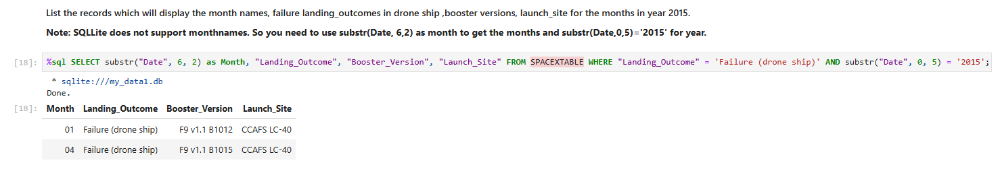 List the records which will display the month names, failure landing_outcomes in drone ship ,booster versions, launch_site for the months in year 2015.
Note: SQLLite does not support monthnames. So you need to use substr(Date, 6,2) as month to get the months and substr(Date,0,5)='2015' for year.
[18]: %sql SELECT substr("Date", 6, 2) as Month, "Landing_Outcome", "Booster_Version", "Launch_Site" FROM SPACEXTABLE WHERE "Landing_Outcome" = 'Failure (drone ship)' AND substr("Date", 0, 5) = '2015';
* sqlite:///my_data1.db
Done.
[18]: Month Landing_Outcome Booster_Version Launch_Site
01 Failure (drone ship) F9 v1.1 B1012 CCAFS LC-40
04 Failure (drone ship) F9 v1.1 B1015 CCAFS LC-40